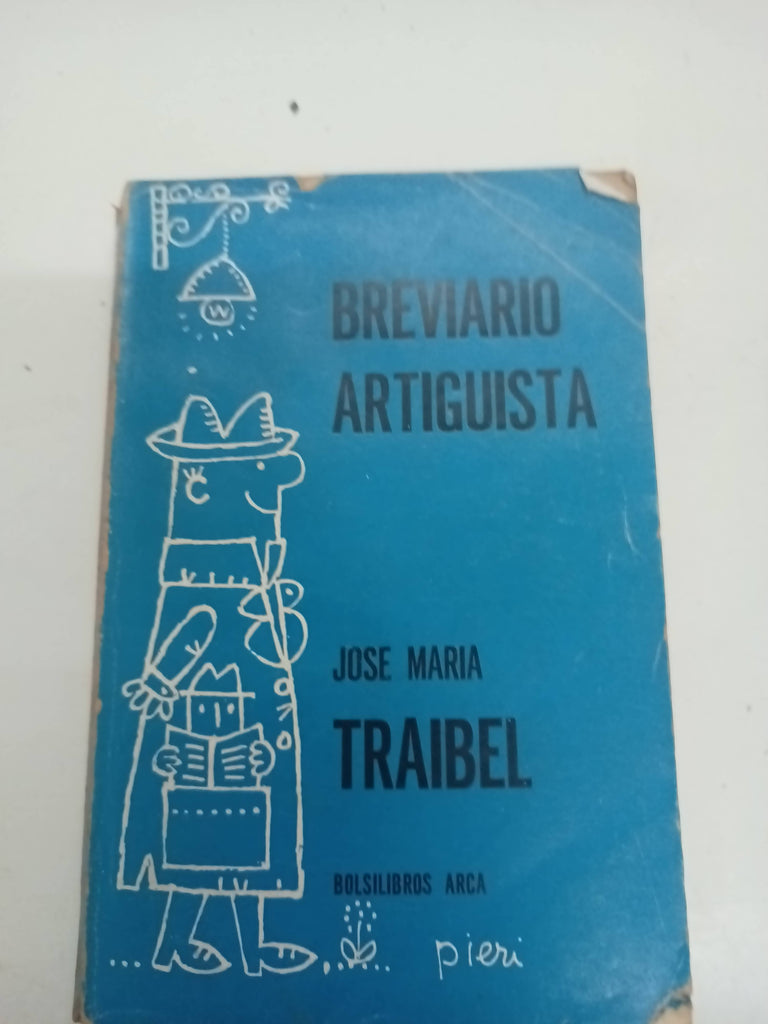 W
BREVIARIO
ARTIGUISTA
JOSE MARIA
TRAIBEL
BOLSILIBROS ARCA
pieri